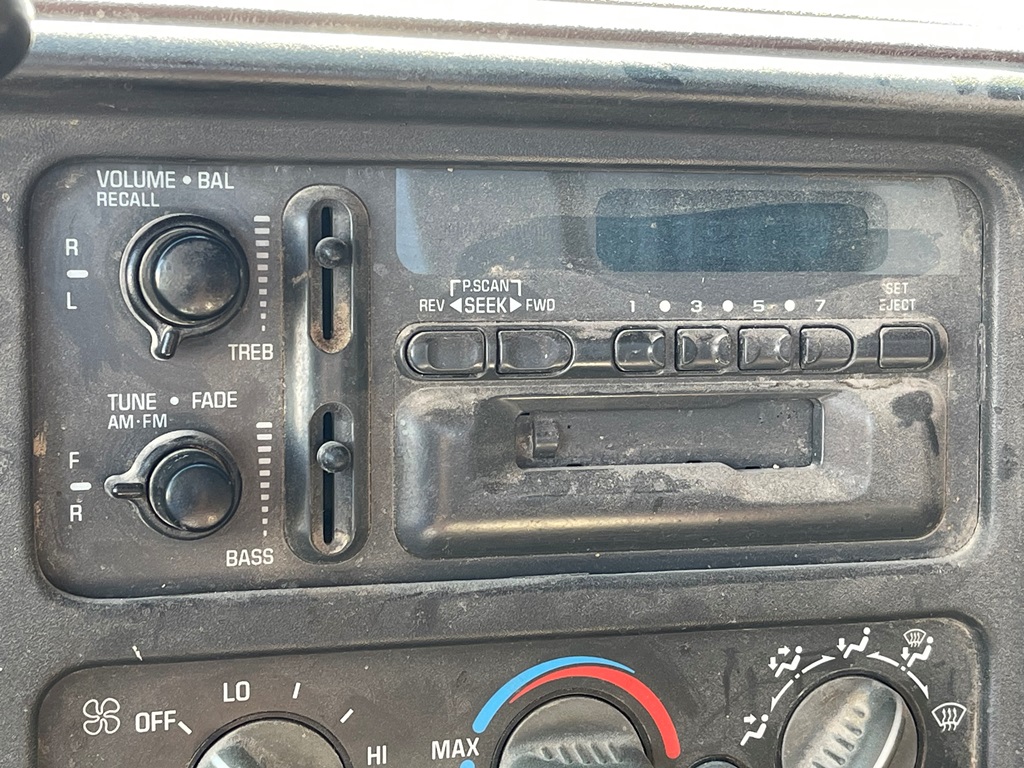 VOLUME • BAL
RECALL
R
L
TREB
P.SCAN
REV ◀SEEK▶ FWD
1 • 3 • 5 • 7
SET
EJECT
TUNE • FADE
AM·FM
F
R
BASS
OFF
LO
HI
MAX